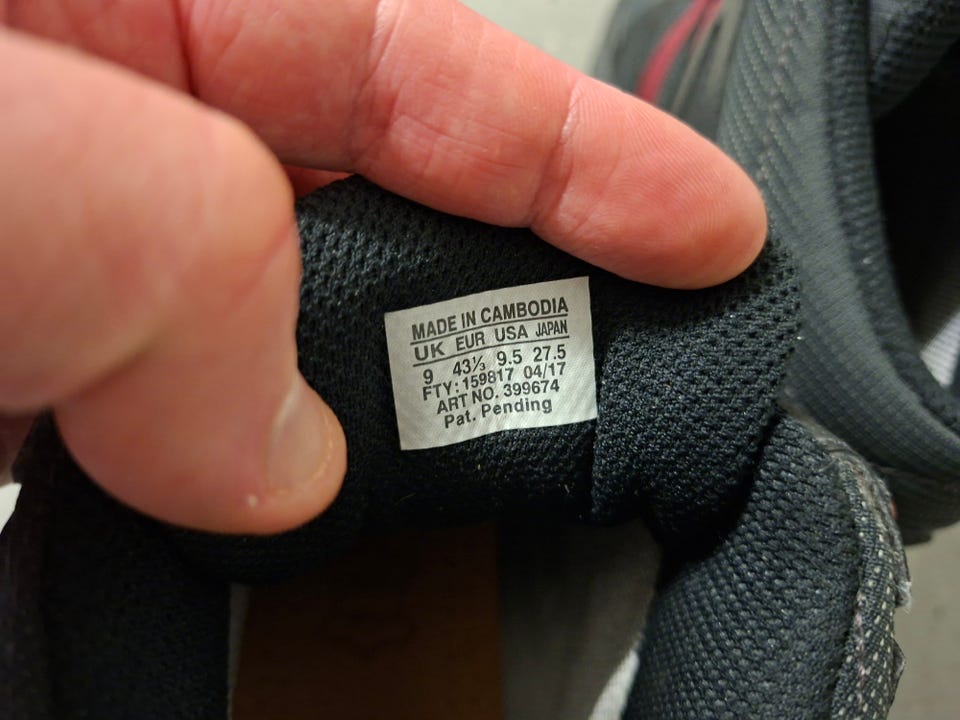 MADE IN CAMBODIA
UK EUR USA JAPAN
9 43⅓ 9.5 27.5
FTY: 159817 04/17
ART NO. 399674
Pat. Pending